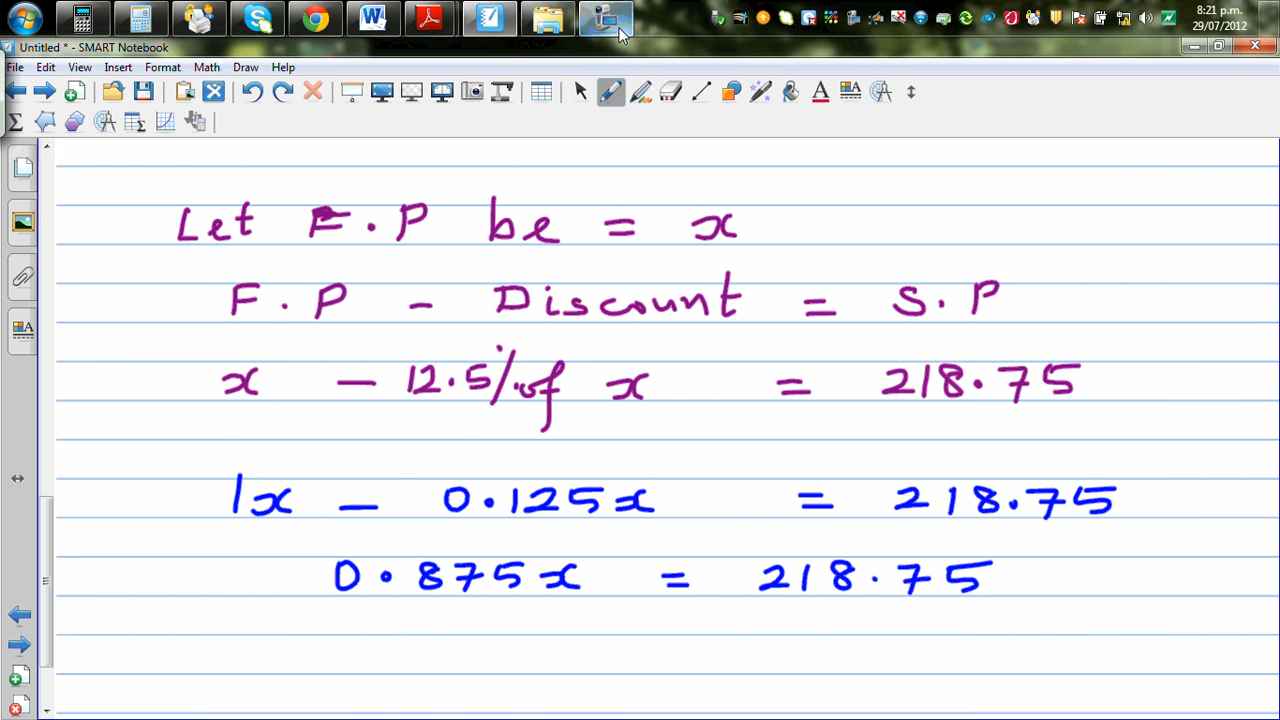 8:21 p.m.
29/07/2012
Untitled * - SMART Notebook
File Edit View Insert Format Math Draw Help
Let F.P be = x
F.P - Discount = S.P
x - 12.5% of x = 218.75
1x - 0.125x = 218.75
0.875x = 218.75